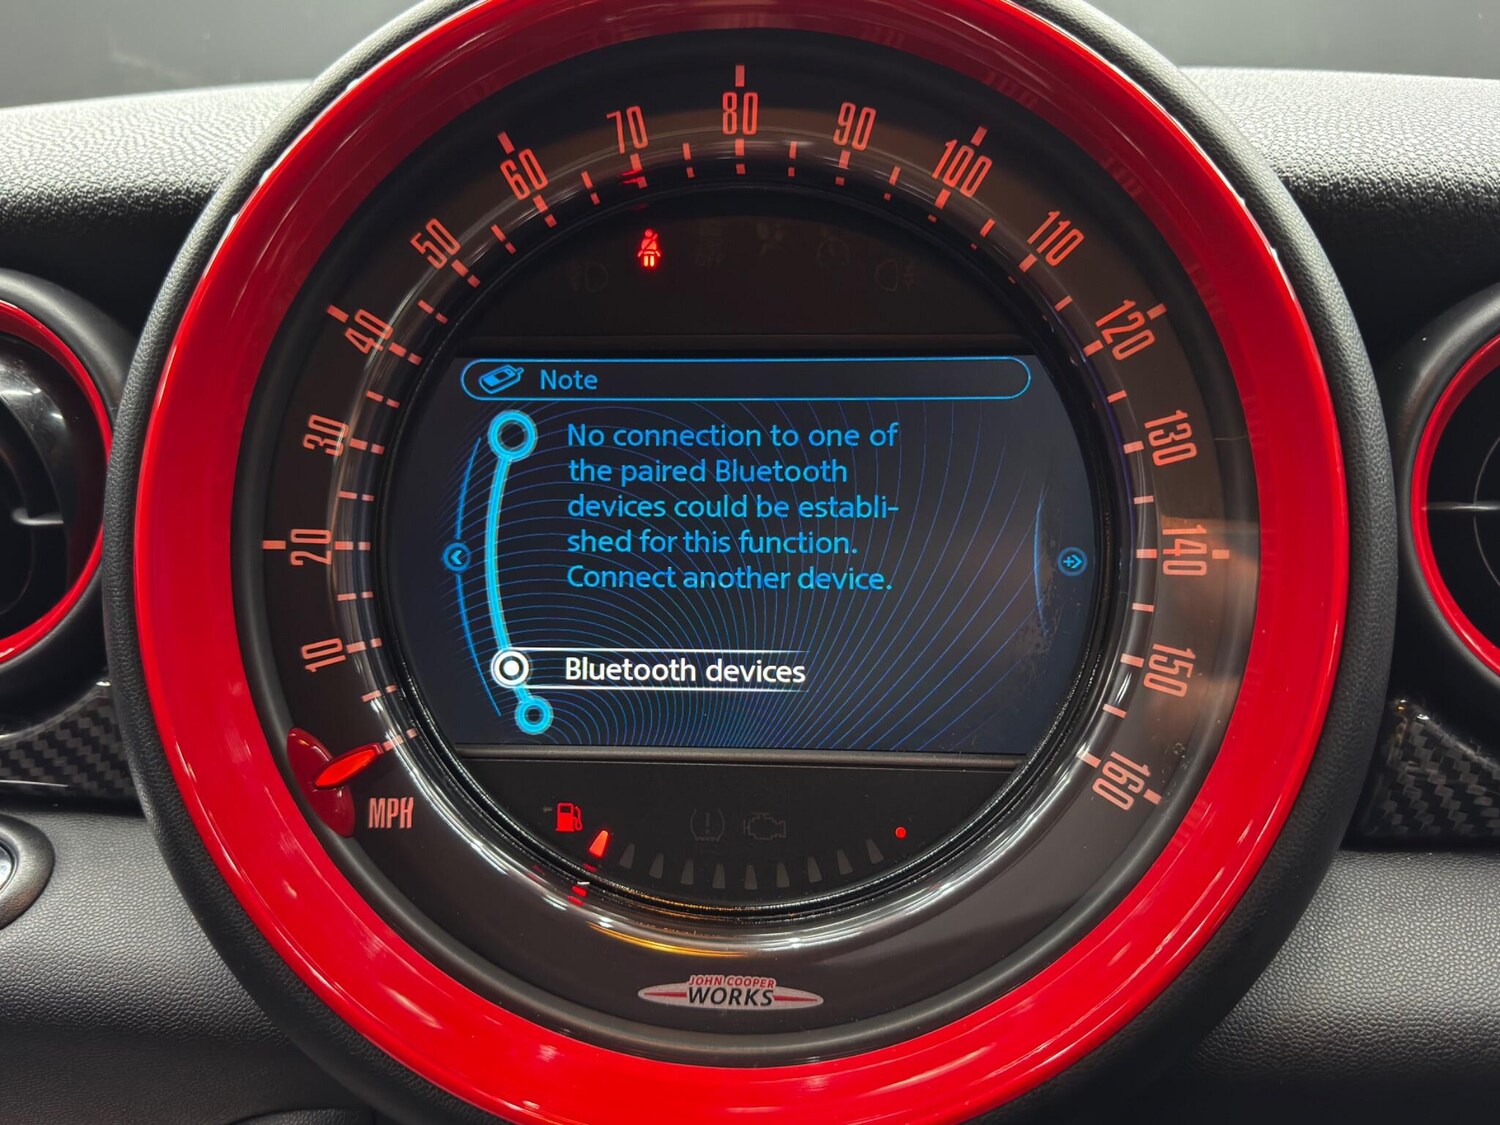 80
70
90
60
100
50
110
40
120
Note
30
No connection to one of
130
the paired Bluetooth
devices could be establi-
20
shed for this function.
140
Connect another device.
10
Bluetooth devices
150
160
MPH
JOHN COOPER
WORKS